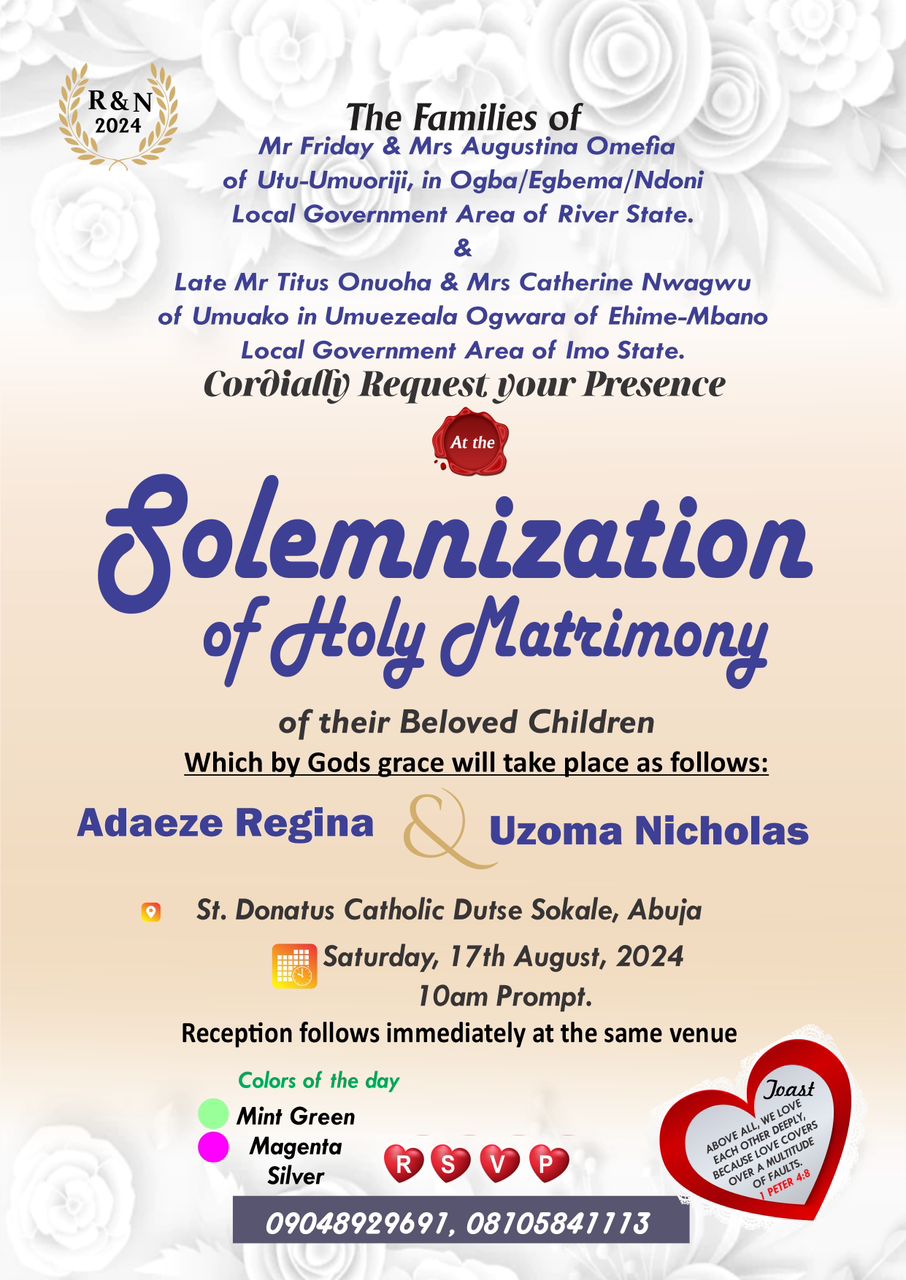 R & N
2024
The Families of
Mr Friday & Mrs Augustina Omefia
of Utu-Umuoriji, in Ogba/Egbema/Ndoni
Local Government Area of River State.
&
Late Mr Titus Onuoha & Mrs Catherine Nwagwu
of Umuako in Umuezeala Ogwara of Ehime-Mbano
Local Government Area of Imo State.
Cordially Request your Presence
At the
Solemnization
of Holy Matrimony
of their Beloved Children
Which by Gods grace will take place as follows:
Adaeze Regina & Uzoma Nicholas
St. Donatus Catholic Dutse Sokale, Abuja
Saturday, 17th August, 2024
10am Prompt.
Reception follows immediately at the same venue
Colors of the day
Mint Green
Magenta
Silver
R S V P
09048929691, 08105841113
Toast
ABOVE ALL, WE LOVE
EACH OTHER DEEPLY,
BECAUSE LOVE COVERS
OVER A MULTITUDE
OF FAULTS.
1 PETER 4:8